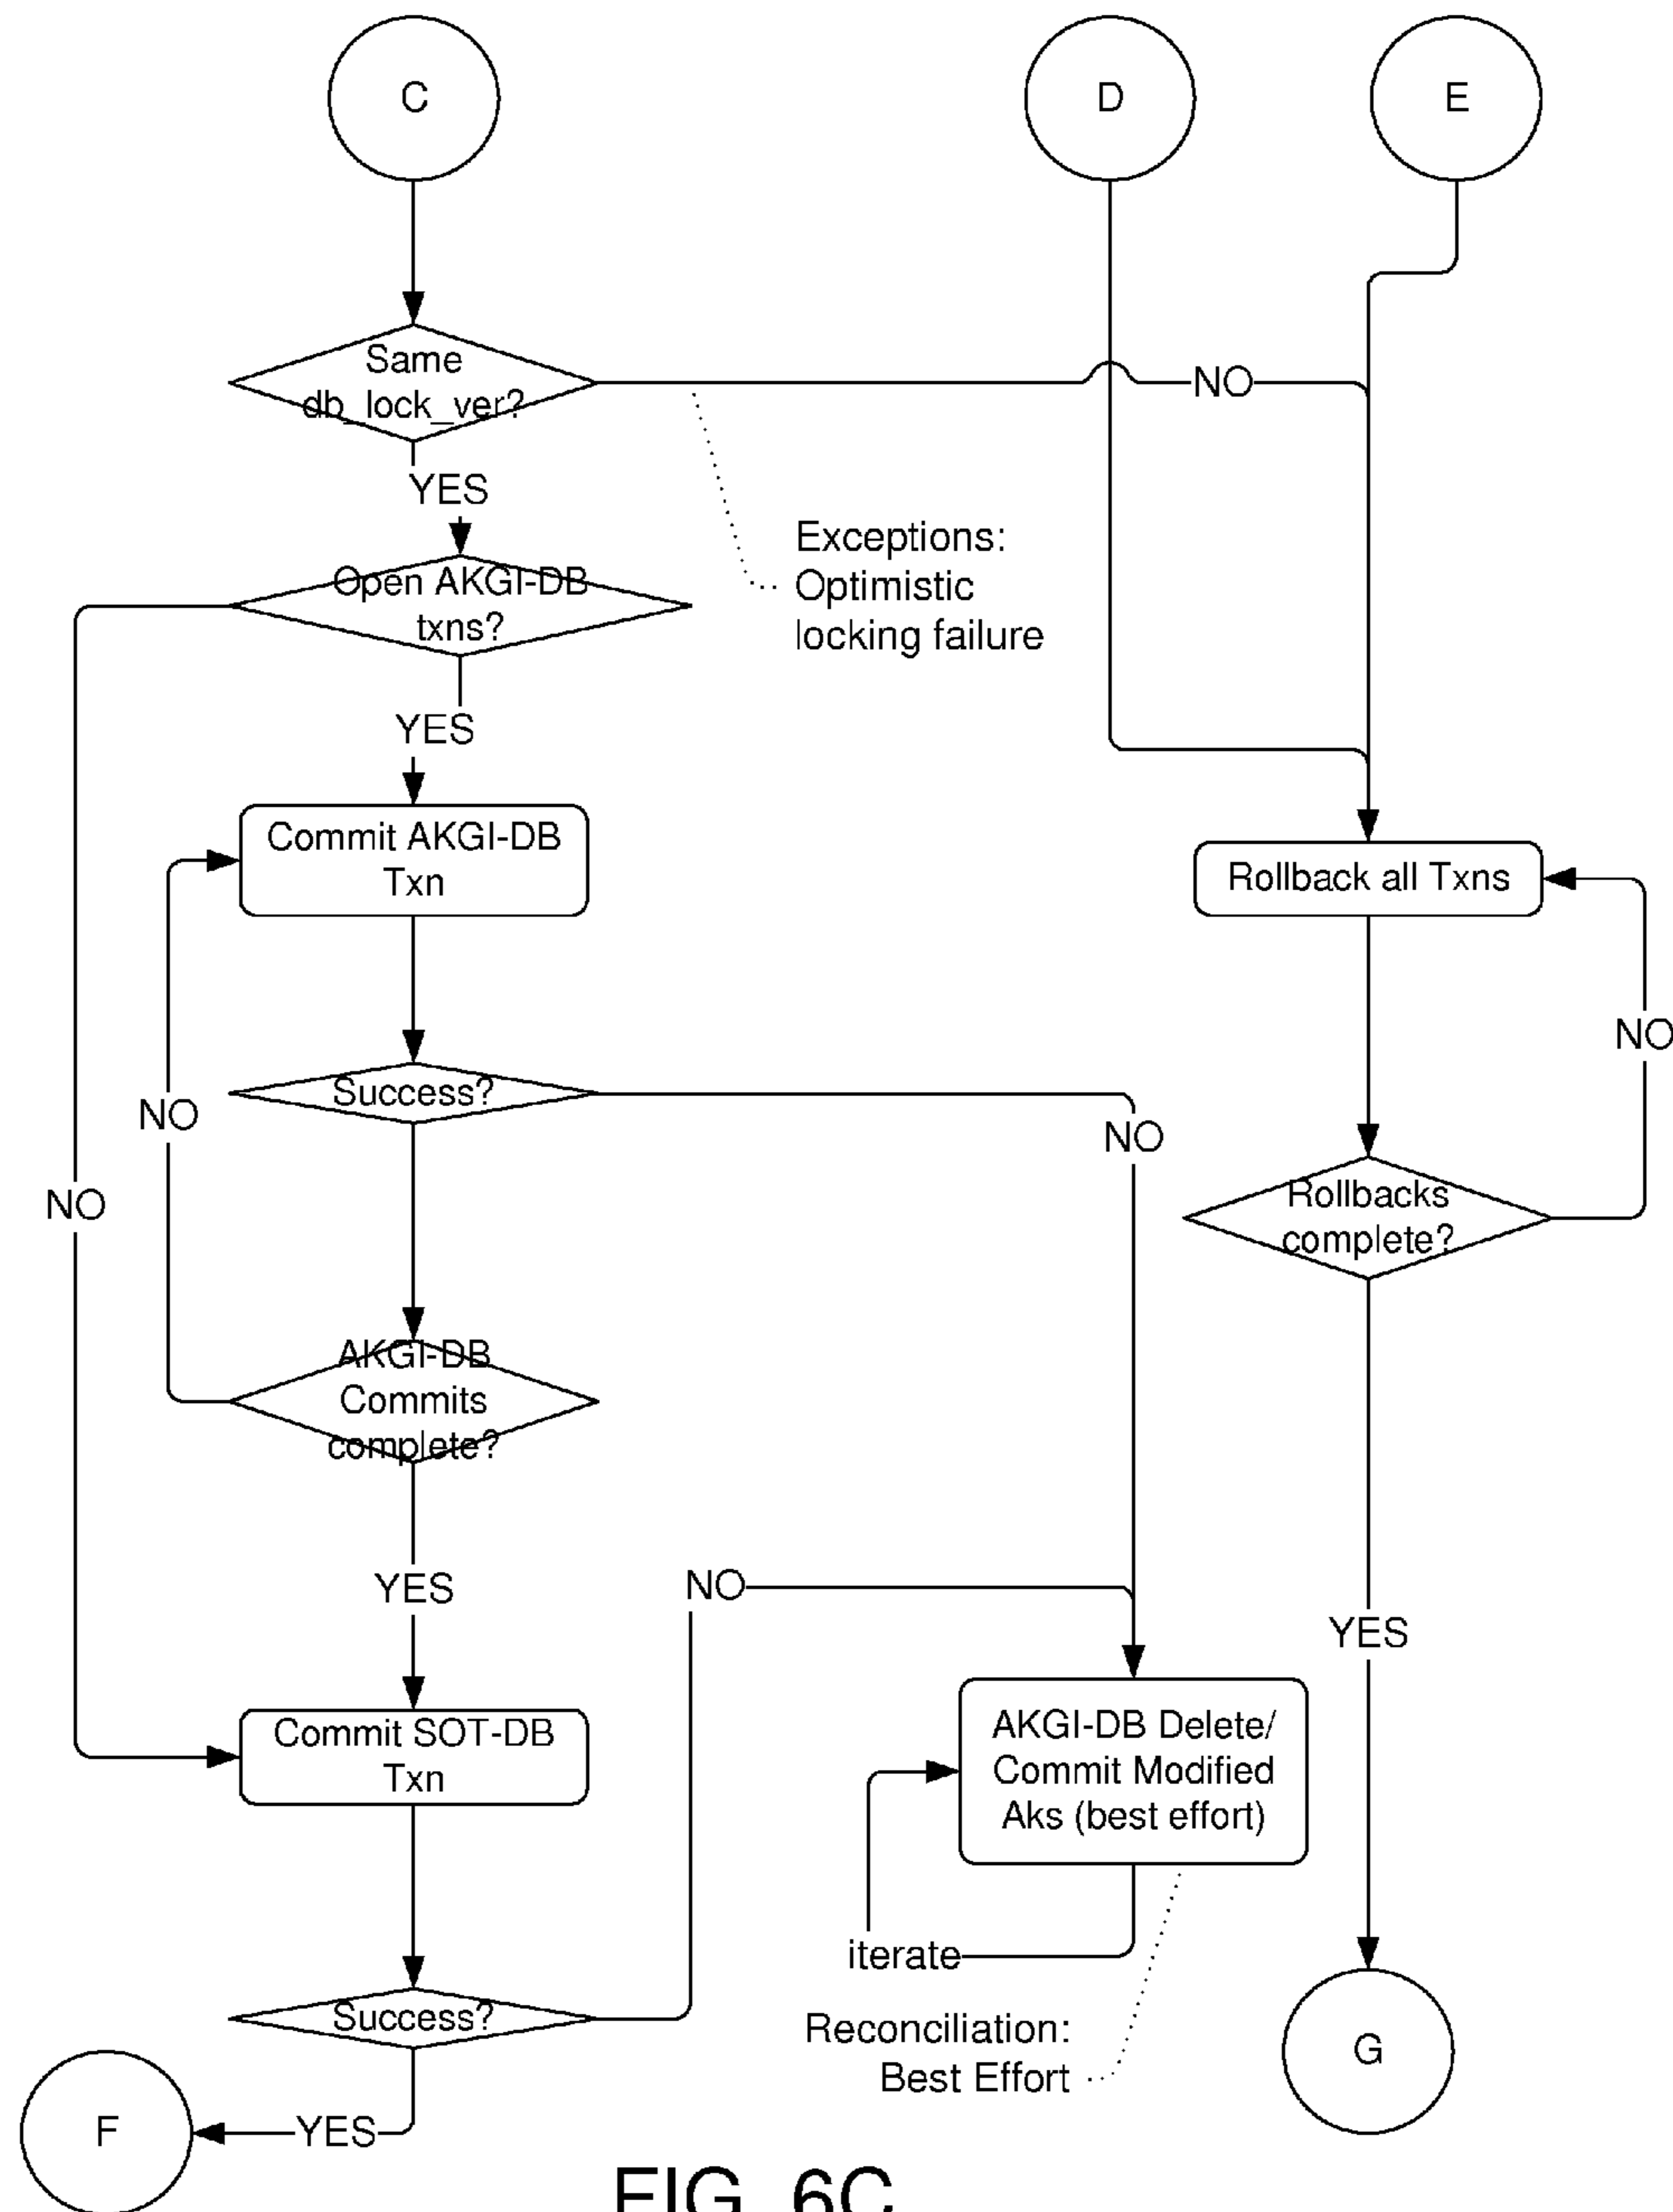 C
D
E
Same
db_lock_ver?
NO
YES
Exceptions:
Optimistic
locking failure
Open AKGI-DB
txns?
YES
Commit AKGI-DB
Txn
Rollback all Txns
NO
Success?
NO
NO
NO
Rollbacks
complete?
AKGI-DB
Commits
complete?
YES
NO
YES
Commit SOT-DB
Txn
AKGI-DB Delete/
Commit Modified
Aks (best effort)
iterate
Success?
Reconciliation:
Best Effort
G
F
YES
FIG. 6C